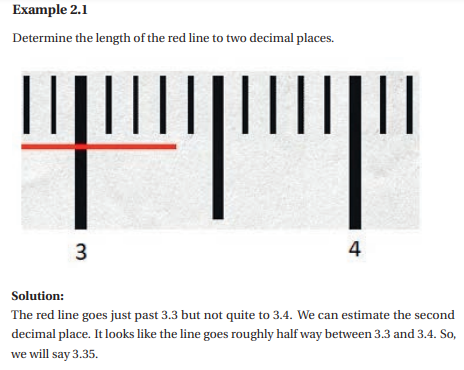 Example 2.1
Determine the length of the red line to two decimal places.
3 4
Solution:
The red line goes just past 3.3 but not quite to 3.4. We can estimate the second
decimal place. It looks like the line goes roughly half way between 3.3 and 3.4. So,
we will say 3.35.